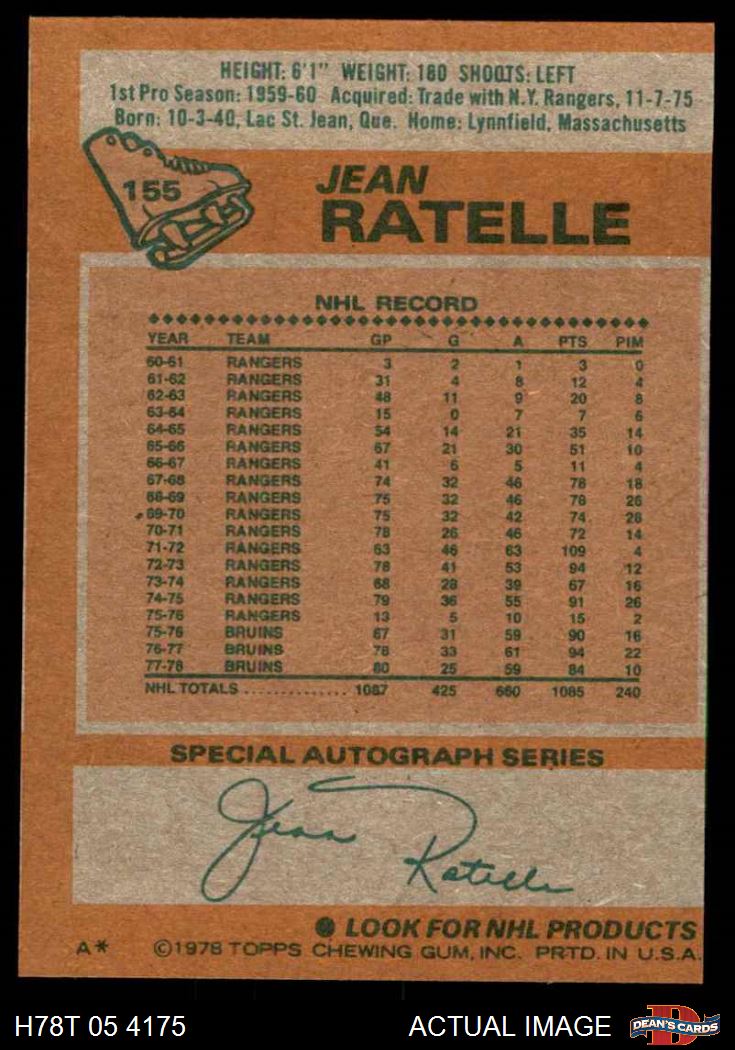 HEIGHT: 6'1" WEIGHT: 180 SHOOTS: LEFT
1st Pro Season: 1959-60 Acquired: Trade with N.Y. Rangers, 11-7-75
Born: 10-3-40, Lac St. Jean, Que. Home: Lynnfield, Massachusetts
155
JEAN
RATELLE
NHL RECORD
YEAR TEAM GP G A PTS PIM
60-61 RANGERS 3 2 1 3 0
61-62 RANGERS 31 4 8 12 4
62-63 RANGERS 48 11 9 20 8
63-64 RANGERS 15 0 7 7 6
64-65 RANGERS 54 14 21 35 14
65-66 RANGERS 67 21 30 51 10
66-67 RANGERS 41 6 5 11 4
67-68 RANGERS 74 32 46 78 18
68-69 RANGERS 75 32 46 78 26
69-70 RANGERS 75 32 42 74 28
70-71 RANGERS 78 26 46 72 14
71-72 RANGERS 63 46 63 109 4
72-73 RANGERS 78 41 53 94 12
73-74 RANGERS 68 28 39 67 16
74-75 RANGERS 79 36 55 91 26
75-76 RANGERS 13 5 10 15 2
75-76 BRUINS 67 31 59 90 16
76-77 BRUINS 78 33 61 94 22
77-78 BRUINS 80 25 59 84 10
NHL TOTALS .............. 1087 425 660 1085 240
SPECIAL AUTOGRAPH SERIES
Jean Ratelle
LOOK FOR NHL PRODUCTS
A* ©1978 TOPPS CHEWING GUM, INC. PRTD. IN U.S.A.
H78T 05 4175 ACTUAL IMAGE D DEAN'S CARDS